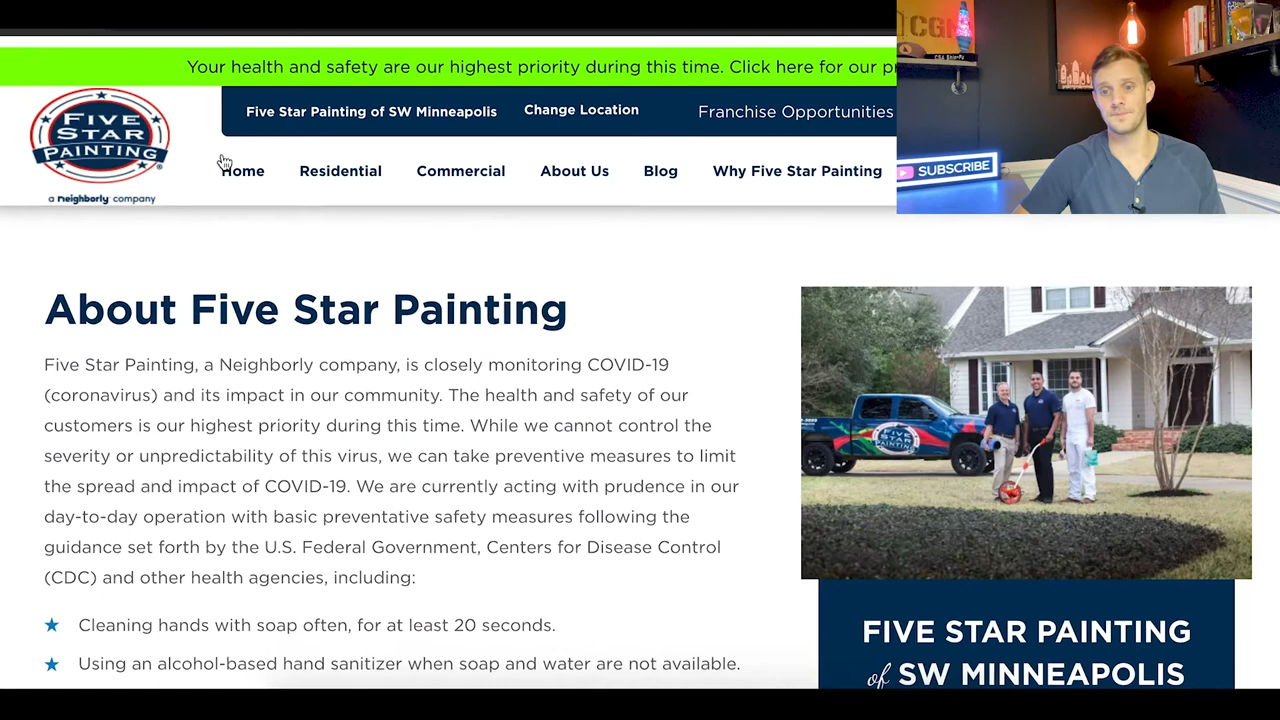 Your health and safety are our highest priority during this time. Click here for our
CGN
FIVE
STAR
PAINTING
a neighborly company
Five Star Painting of SW Minneapolis
Change Location
Franchise Opportunities
SUBSCRIBE
Home
Residential
Commercial
About Us
Blog
Why Five Star Painting
About Five Star Painting
Five Star Painting, a Neighborly company, is closely monitoring COVID-19
(coronavirus) and its impact in our community. The health and safety of our
customers is our highest priority during this time. While we cannot control the
severity or unpredictability of this virus, we can take preventive measures to limit
the spread and impact of COVID-19. We are currently acting with prudence in our
day-to-day operation with basic preventative safety measures following the
guidance set forth by the U.S. Federal Government, Centers for Disease Control
(CDC) and other health agencies, including:
★ Cleaning hands with soap often, for at least 20 seconds.
★ Using an alcohol-based hand sanitizer when soap and water are not available.
FIVE
STAR
PAINTING
FIVE STAR PAINTING
of SW MINNEAPOLIS